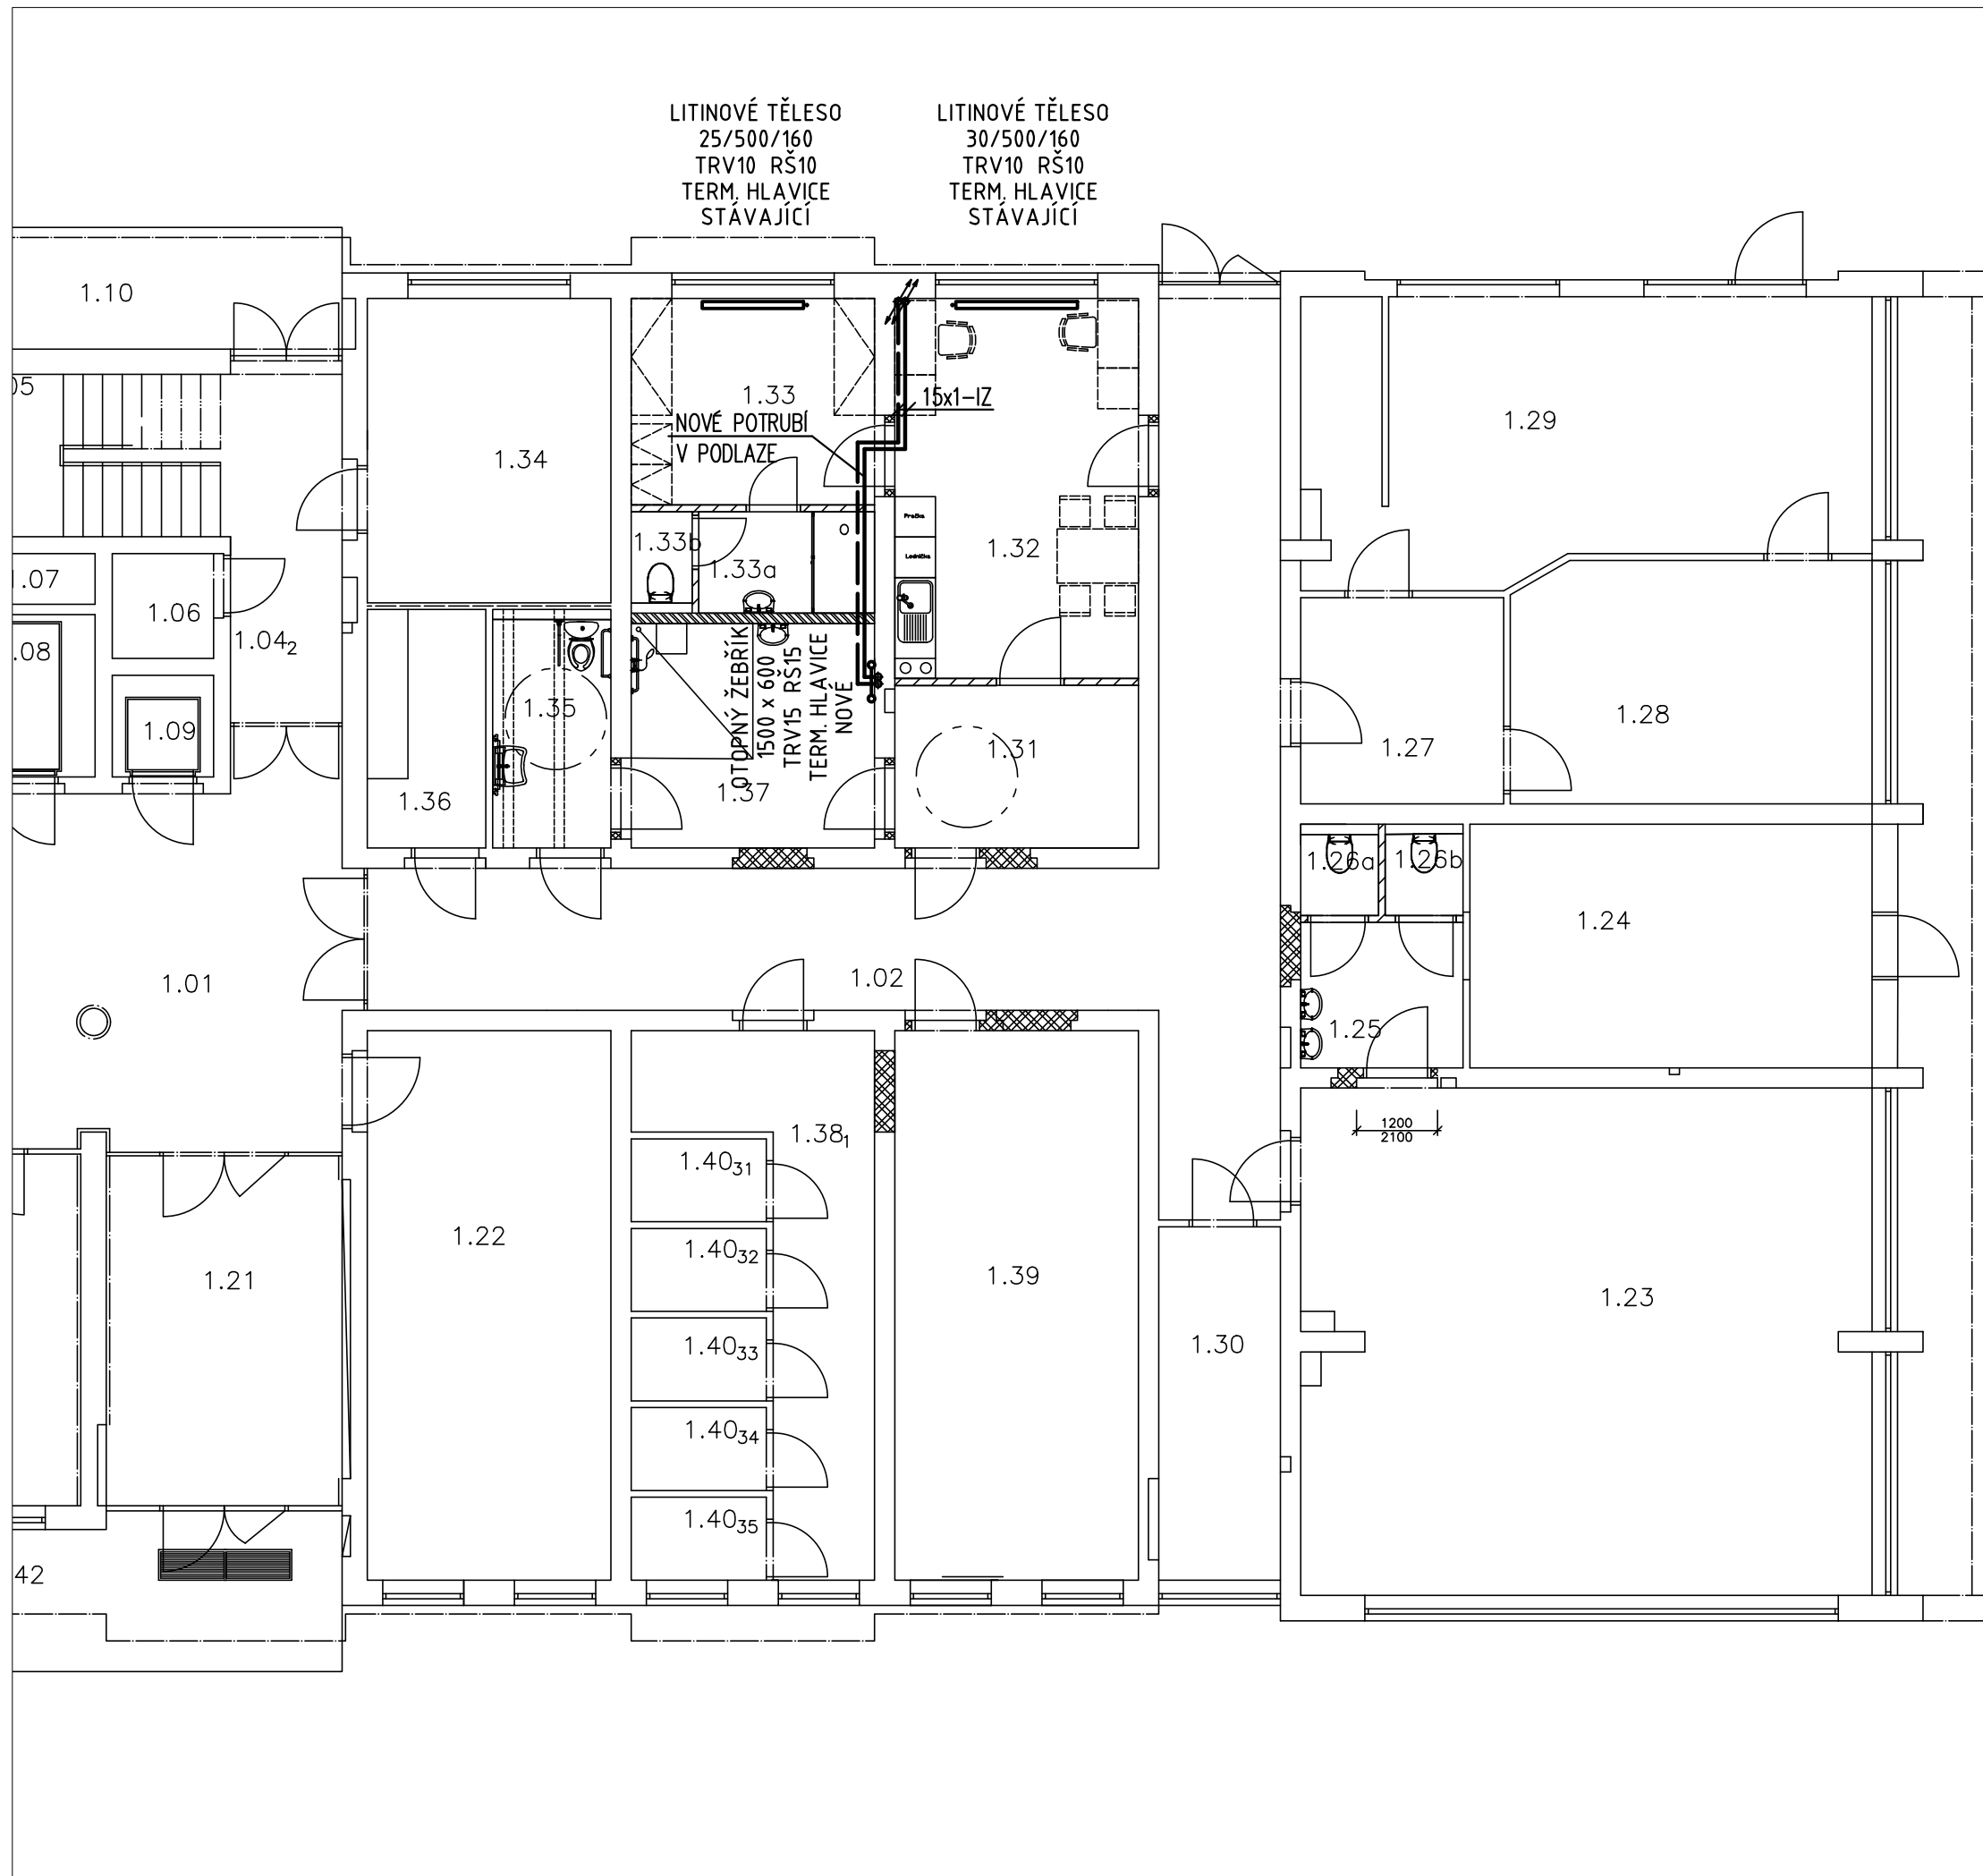 LITINOVÉ TĚLESO
25/500/160
TRV10 RŠ10
TERM. HLAVICE
STÁVAJÍCÍ
LITINOVÉ TĚLESO
30/500/160
TRV10 RŠ10
TERM. HLAVICE
STÁVAJÍCÍ
1.10
05
1.34
1.33
NOVÉ POTRUBÍ
V PODLAZE
15x1-IZ
1.29
1.33b
1.33a
Pračka
Lednička
1.32
1.07
1.06
1.04₂
.08
1.09
1.35
1.36
OTOPNÝ ŽEBŘÍK
1500 x 600
TRV15 RŠ15
TERM. HLAVICE
NOVÉ
1.37
1.31
1.27
1.28
1.26a
1.26b
1.24
1.25
1.01
1.02
1200
2100
1.38₁
1.40₃₁
1.40₃₂
1.40₃₃
1.40₃₄
1.40₃₅
1.22
1.21
1.39
1.30
1.23
42